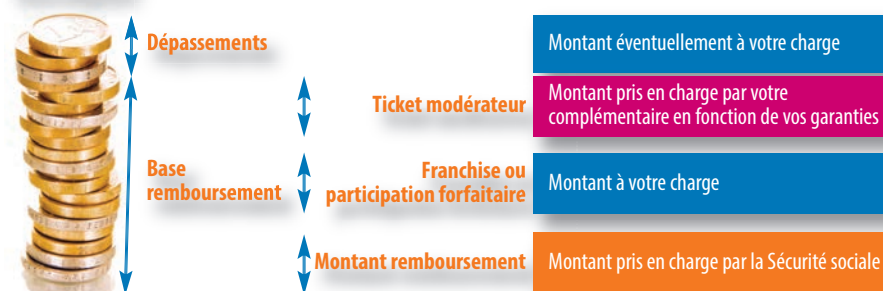 Dépassements
Montant éventuellement à votre charge
Ticket modérateur
Montant pris en charge par votre
complémentaire en fonction de vos garanties
Base
remboursement
Franchise ou
participation forfaitaire
Montant à votre charge
Montant remboursement
Montant pris en charge par la Sécurité sociale